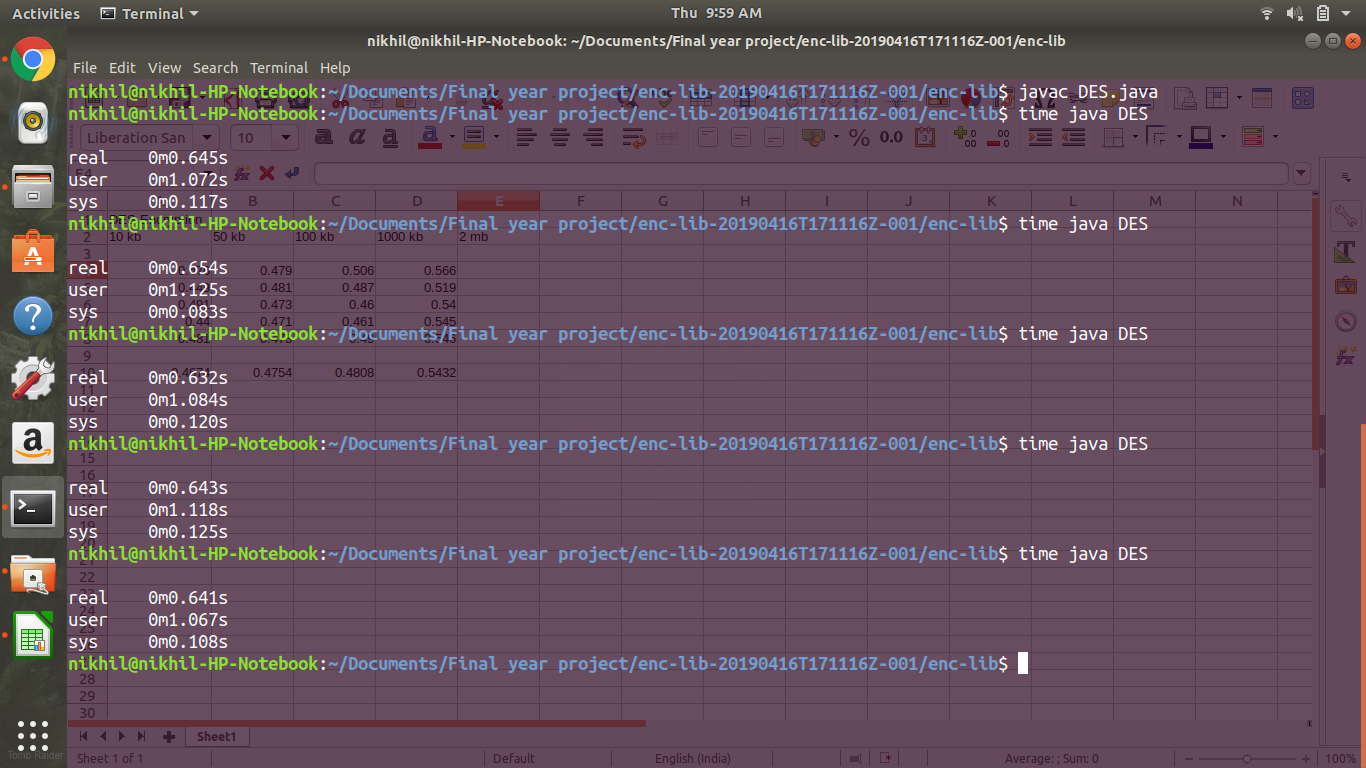 Activities Terminal Thu 9:59 AM
nikhil@nikhil-HP-Notebook: ~/Documents/Final year project/enc-lib-20190416T171116Z-001/enc-lib
File Edit View Search Terminal Help
nikhil@nikhil-HP-Notebook:~/Documents/Final year project/enc-lib-20190416T171116Z-001/enc-lib$ javac DES.java
nikhil@nikhil-HP-Notebook:~/Documents/Final year project/enc-lib-20190416T171116Z-001/enc-lib$ time java DES
Liberation San 10
real 0m0.645s
user 0m1.072s
sys 0m0.117s
B C D E F G H I J K L M N
nikhil@nikhil-HP-Notebook:~/Documents/Final year project/enc-lib-20190416T171116Z-001/enc-lib$ time java DES
2 10 kb 50 kb 100 kb 1000 kb 2 mb
3
real 0m0.654s
0.479 0.506 0.566
user 0m1.125s
0.481 0.487 0.519
sys 0m0.083s
0.473 0.46 0.54
0.471 0.461 0.545
nikhil@nikhil-HP-Notebook:~/Documents/Final year project/enc-lib-20190416T171116Z-001/enc-lib$ time java DES
9
0.4754 0.4808 0.5432
real 0m0.632s
user 0m1.084s
sys 0m0.120s
nikhil@nikhil-HP-Notebook:~/Documents/Final year project/enc-lib-20190416T171116Z-001/enc-lib$ time java DES
15
16
real 0m0.643s
user 0m1.118s
sys 0m0.125s
nikhil@nikhil-HP-Notebook:~/Documents/Final year project/enc-lib-20190416T171116Z-001/enc-lib$ time java DES
22
real 0m0.641s
user 0m1.067s
sys 0m0.108s
nikhil@nikhil-HP-Notebook:~/Documents/Final year project/enc-lib-20190416T171116Z-001/enc-lib$
28
29
30
Sheet1
Tomb Raider
Sheet 1 of 1 Default English (India) Average: ; Sum: 0 100%